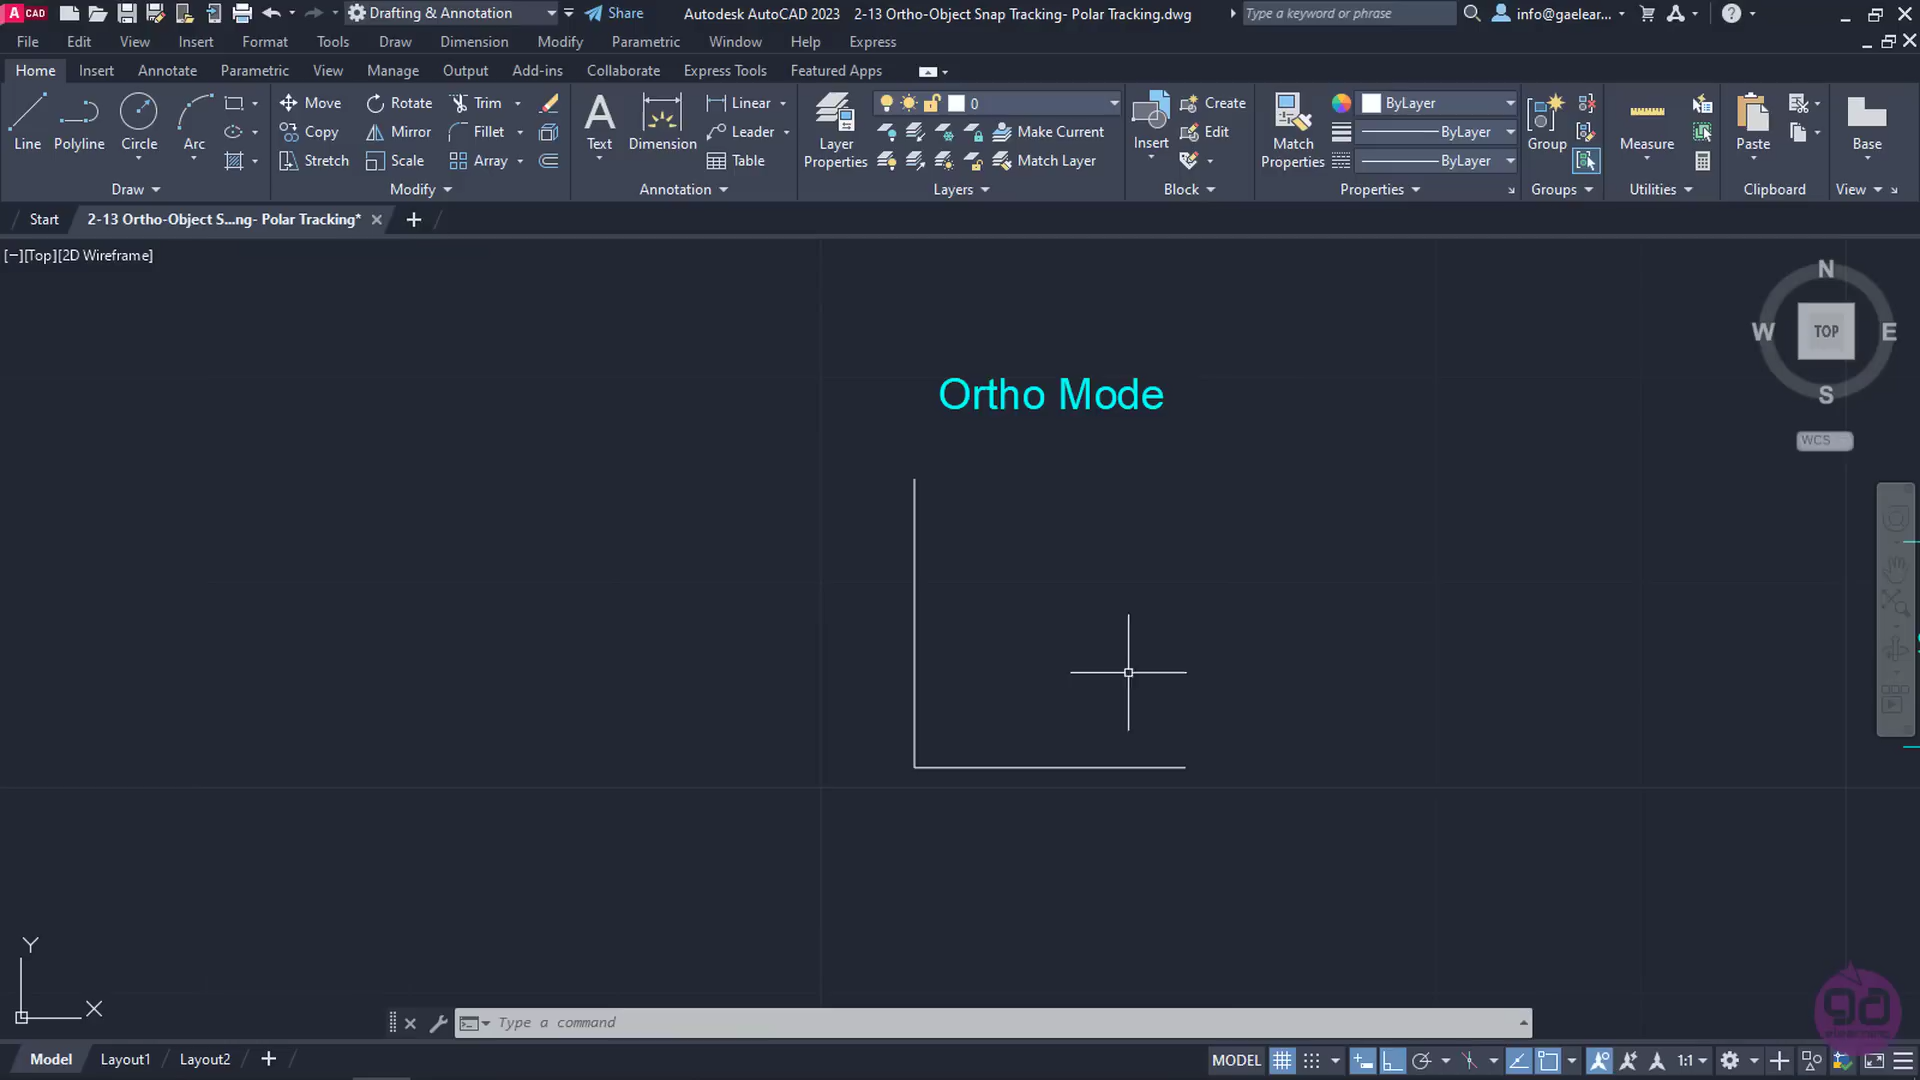 CAD
Drafting & Annotation
Share
Autodesk AutoCAD 2023
2-13 Ortho-Object Snap Tracking- Polar Tracking.dwg
Type a keyword or phrase
info@gaelear...
File
Edit
View
Insert
Format
Tools
Draw
Dimension
Modify
Parametric
Window
Help
Express
Home
Insert
Annotate
Parametric
View
Manage
Output
Add-ins
Collaborate
Express Tools
Featured Apps
Line
Polyline
Circle
Arc
Draw
Move
Rotate
Trim
Copy
Mirror
Fillet
Stretch
Scale
Array
Modify
Text
Dimension
Linear
Leader
Table
Annotation
Layer
Properties
0
Make Current
Match Layer
Layers
Insert
Create
Edit
Block
Match
Properties
ByLayer
ByLayer
ByLayer
Properties
Group
Groups
Measure
Utilities
Paste
Clipboard
Base
View
Start
2-13 Ortho-Object S...ng- Polar Tracking*
[−][Top][2D Wireframe]
N
W
TOP
E
S
WCS
Ortho Mode
Y
X
Type a command
Model
Layout1
Layout2
MODEL
1:1
ga